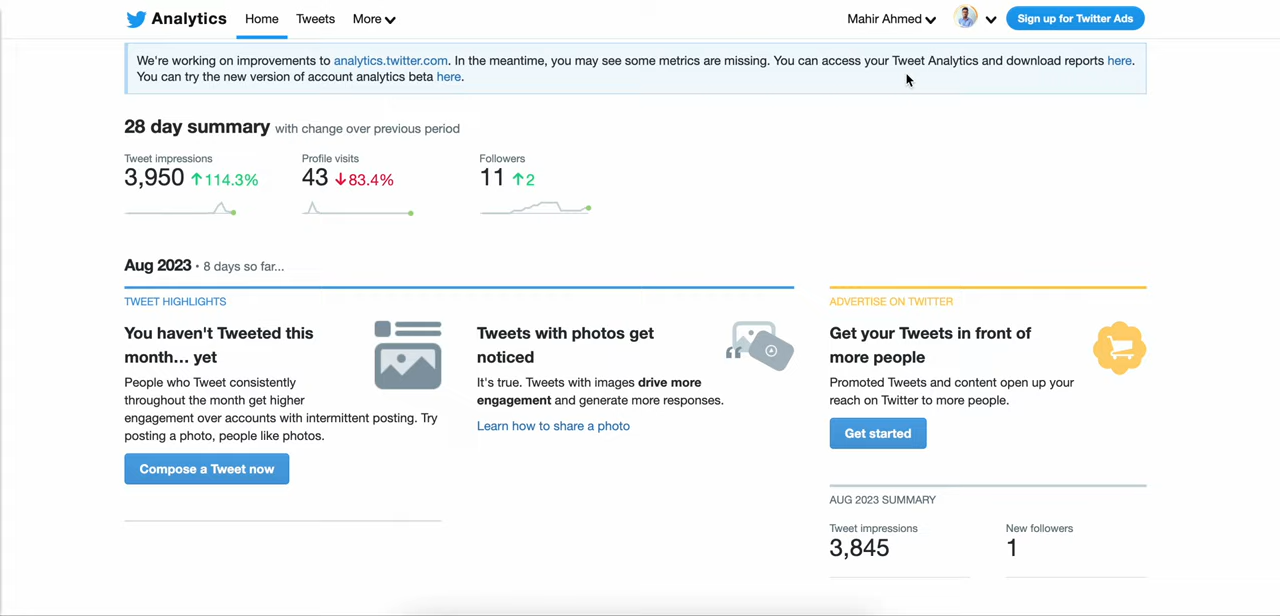 Analytics Home Tweets More Mahir Ahmed Sign up for Twitter Ads
We're working on improvements to analytics.twitter.com. In the meantime, you may see some metrics are missing. You can access your Tweet Analytics and download reports here.
You can try the new version of account analytics beta here.
28 day summary with change over previous period
Tweet impressions
3,950 ↑114.3%
Profile visits
43 ↓83.4%
Followers
11 ↑2
Aug 2023 • 8 days so far...
TWEET HIGHLIGHTS
You haven't Tweeted this
month... yet
People who Tweet consistently
throughout the month get higher
engagement over accounts with intermittent posting. Try
posting a photo, people like photos.
Compose a Tweet now
Tweets with photos get
noticed
It's true. Tweets with images drive more
engagement and generate more responses.
Learn how to share a photo
ADVERTISE ON TWITTER
Get your Tweets in front of
more people
Promoted Tweets and content open up your
reach on Twitter to more people.
Get started
AUG 2023 SUMMARY
Tweet impressions
3,845
New followers
1